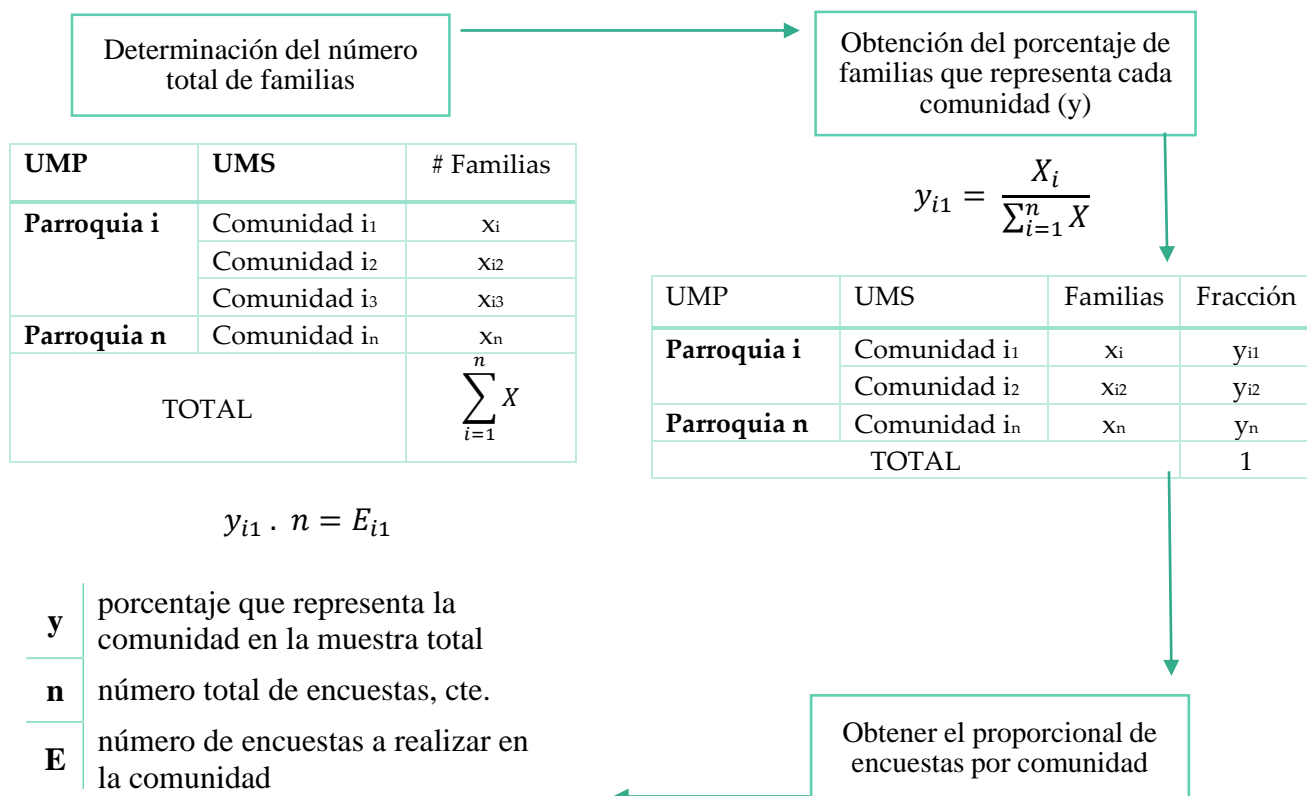 Determinación del número
total de familias
Obtención del porcentaje de
familias que representa cada
comunidad (y)
UMP UMS # Familias
Parroquia i Comunidad i₁ xᵢ
Comunidad i₂ xᵢ₂
Comunidad i₃ xᵢ₃
Parroquia n Comunidad iₙ xₙ
TOTAL \sum_{i=1}^{n} X
y_{i1} = \frac{X_i}{\sum_{i=1}^{n} X}
UMP UMS Familias Fracción
Parroquia i Comunidad i₁ xᵢ yᵢ₁
Comunidad i₂ xᵢ₂ yᵢ₂
Parroquia n Comunidad iₙ xₙ yₙ
TOTAL 1
y_{i1} . n = E_{i1}
y porcentaje que representa la
comunidad en la muestra total
n número total de encuestas, cte.
E número de encuestas a realizar en
la comunidad
Obtener el proporcional de
encuestas por comunidad